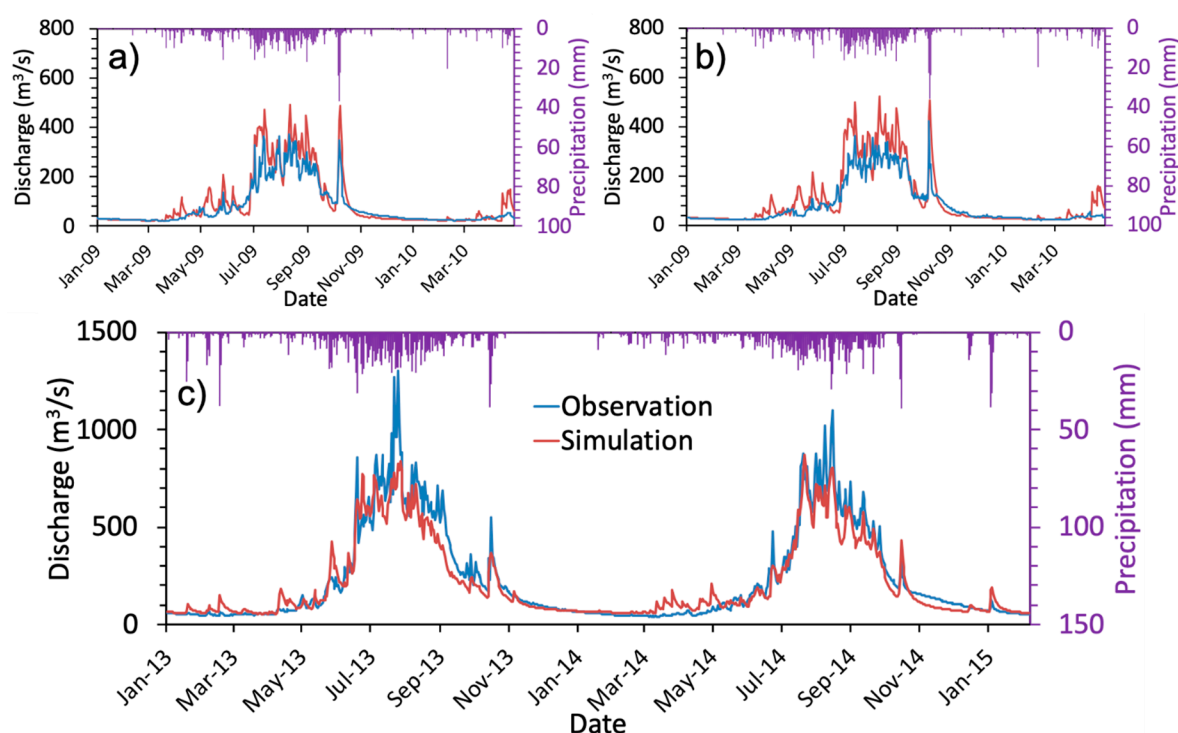 a)
Discharge (m³/s)
800
600
400
200
0
Precipitation (mm)
0
20
40
60
80
100
Jan-09
Mar-09
May-09
Jul-09
Sep-09
Nov-09
Jan-10
Mar-10
Date
b)
Discharge (m³/s)
800
600
400
200
0
Precipitation (mm)
0
20
40
60
80
100
Jan-09
Mar-09
May-09
Jul-09
Sep-09
Nov-09
Jan-10
Mar-10
Date
c)
Discharge (m³/s)
1500
1000
500
0
Observation
Simulation
Precipitation (mm)
0
50
100
150
Jan-13
Mar-13
May-13
Jul-13
Sep-13
Nov-13
Jan-14
Mar-14
May-14
Jul-14
Sep-14
Nov-14
Jan-15
Date